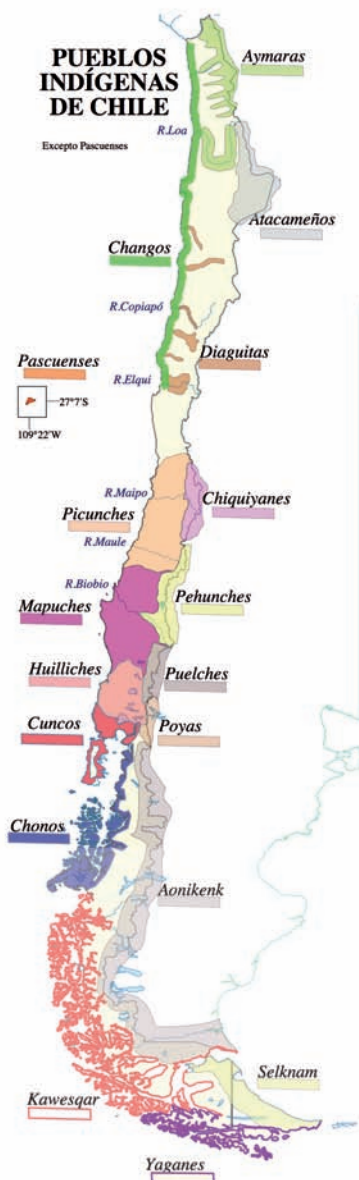 PUEBLOS
INDÍGENAS
DE CHILE
Excepto Pascuenses
Aymaras
R.Loa
Atacameños
Changos
R.Copiapó
Diaguitas
Pascuenses
R.Elqui
27°7'S
109°22'W
R.Maipo
Chiquiyanes
Picunches
R.Maule
R.Biobio
Pehunches
Mapuches
Huilliches
Puelches
Cuncos
Poyas
Chonos
Aonikenk
Selknam
Kawesqar
Yaganes